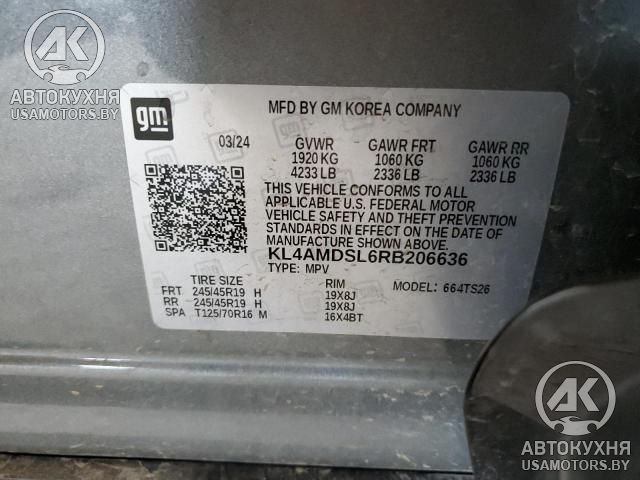 АВТОКУХНЯ
USAMOTORS.BY
gm
MFD BY GM KOREA COMPANY
03/24 GVWR GAWR FRT GAWR RR
1920 KG 1060 KG 1060 KG
4233 LB 2336 LB 2336 LB
THIS VEHICLE CONFORMS TO ALL
APPLICABLE U.S. FEDERAL MOTOR
VEHICLE SAFETY AND THEFT PREVENTION
STANDARDS IN EFFECT ON THE DATE OF
MANUFACTURE SHOWN ABOVE.
KL4AMDSL6RB206636
TYPE: MPV MODEL: 664TS26
TIRE SIZE RIM
FRT 245/45R19 H 19X8J
RR 245/45R19 H 19X8J
SPA T125/70R16 M 16X4BT
АК
АВТОКУХНЯ
USAMOTORS.BY